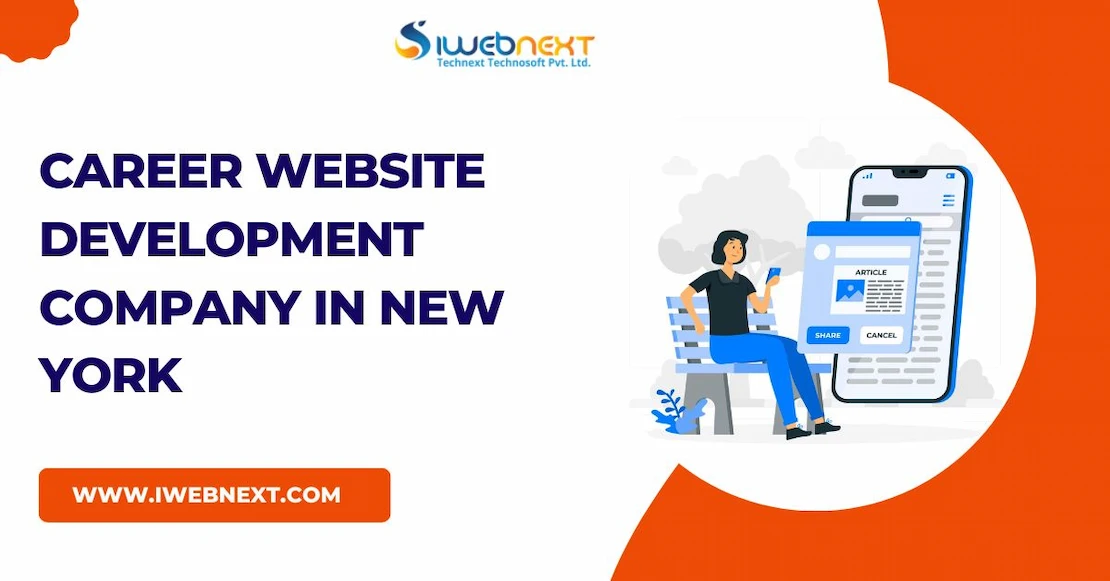 IWEBNEXT
Technext Technosoft Pvt. Ltd.
CAREER WEBSITE
DEVELOPMENT
COMPANY IN NEW
YORK
WWW.IWEBNEXT.COM
ARTICLE
SHARE CANCEL